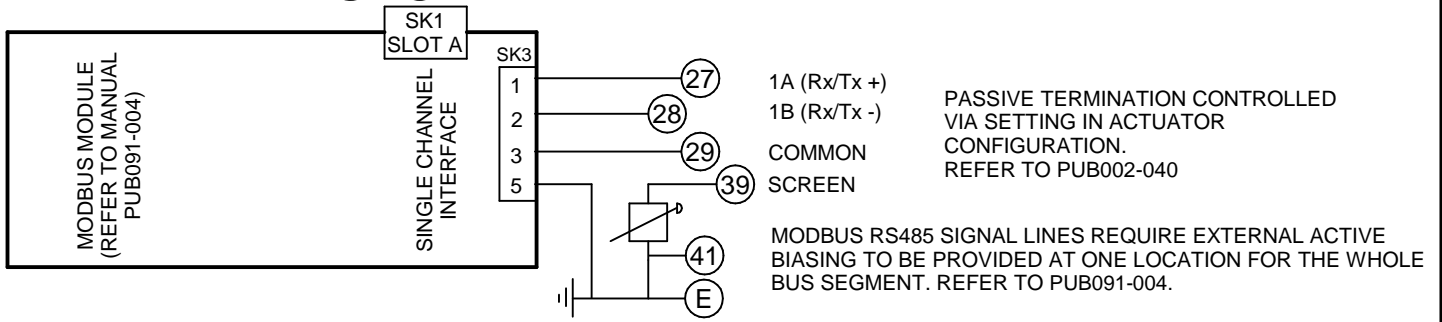 SK1
SLOT A
SK3
MODBUS MODULE
(REFER TO MANUAL
PUB091-004)
SINGLE CHANNEL
INTERFACE
1
2
3
5
27
28
29
39
41
E
1A (Rx/Tx +)
1B (Rx/Tx -)
COMMON
SCREEN
PASSIVE TERMINATION CONTROLLED
VIA SETTING IN ACTUATOR
CONFIGURATION.
REFER TO PUB002-040
MODBUS RS485 SIGNAL LINES REQUIRE EXTERNAL ACTIVE
BIASING TO BE PROVIDED AT ONE LOCATION FOR THE WHOLE
BUS SEGMENT. REFER TO PUB091-004.